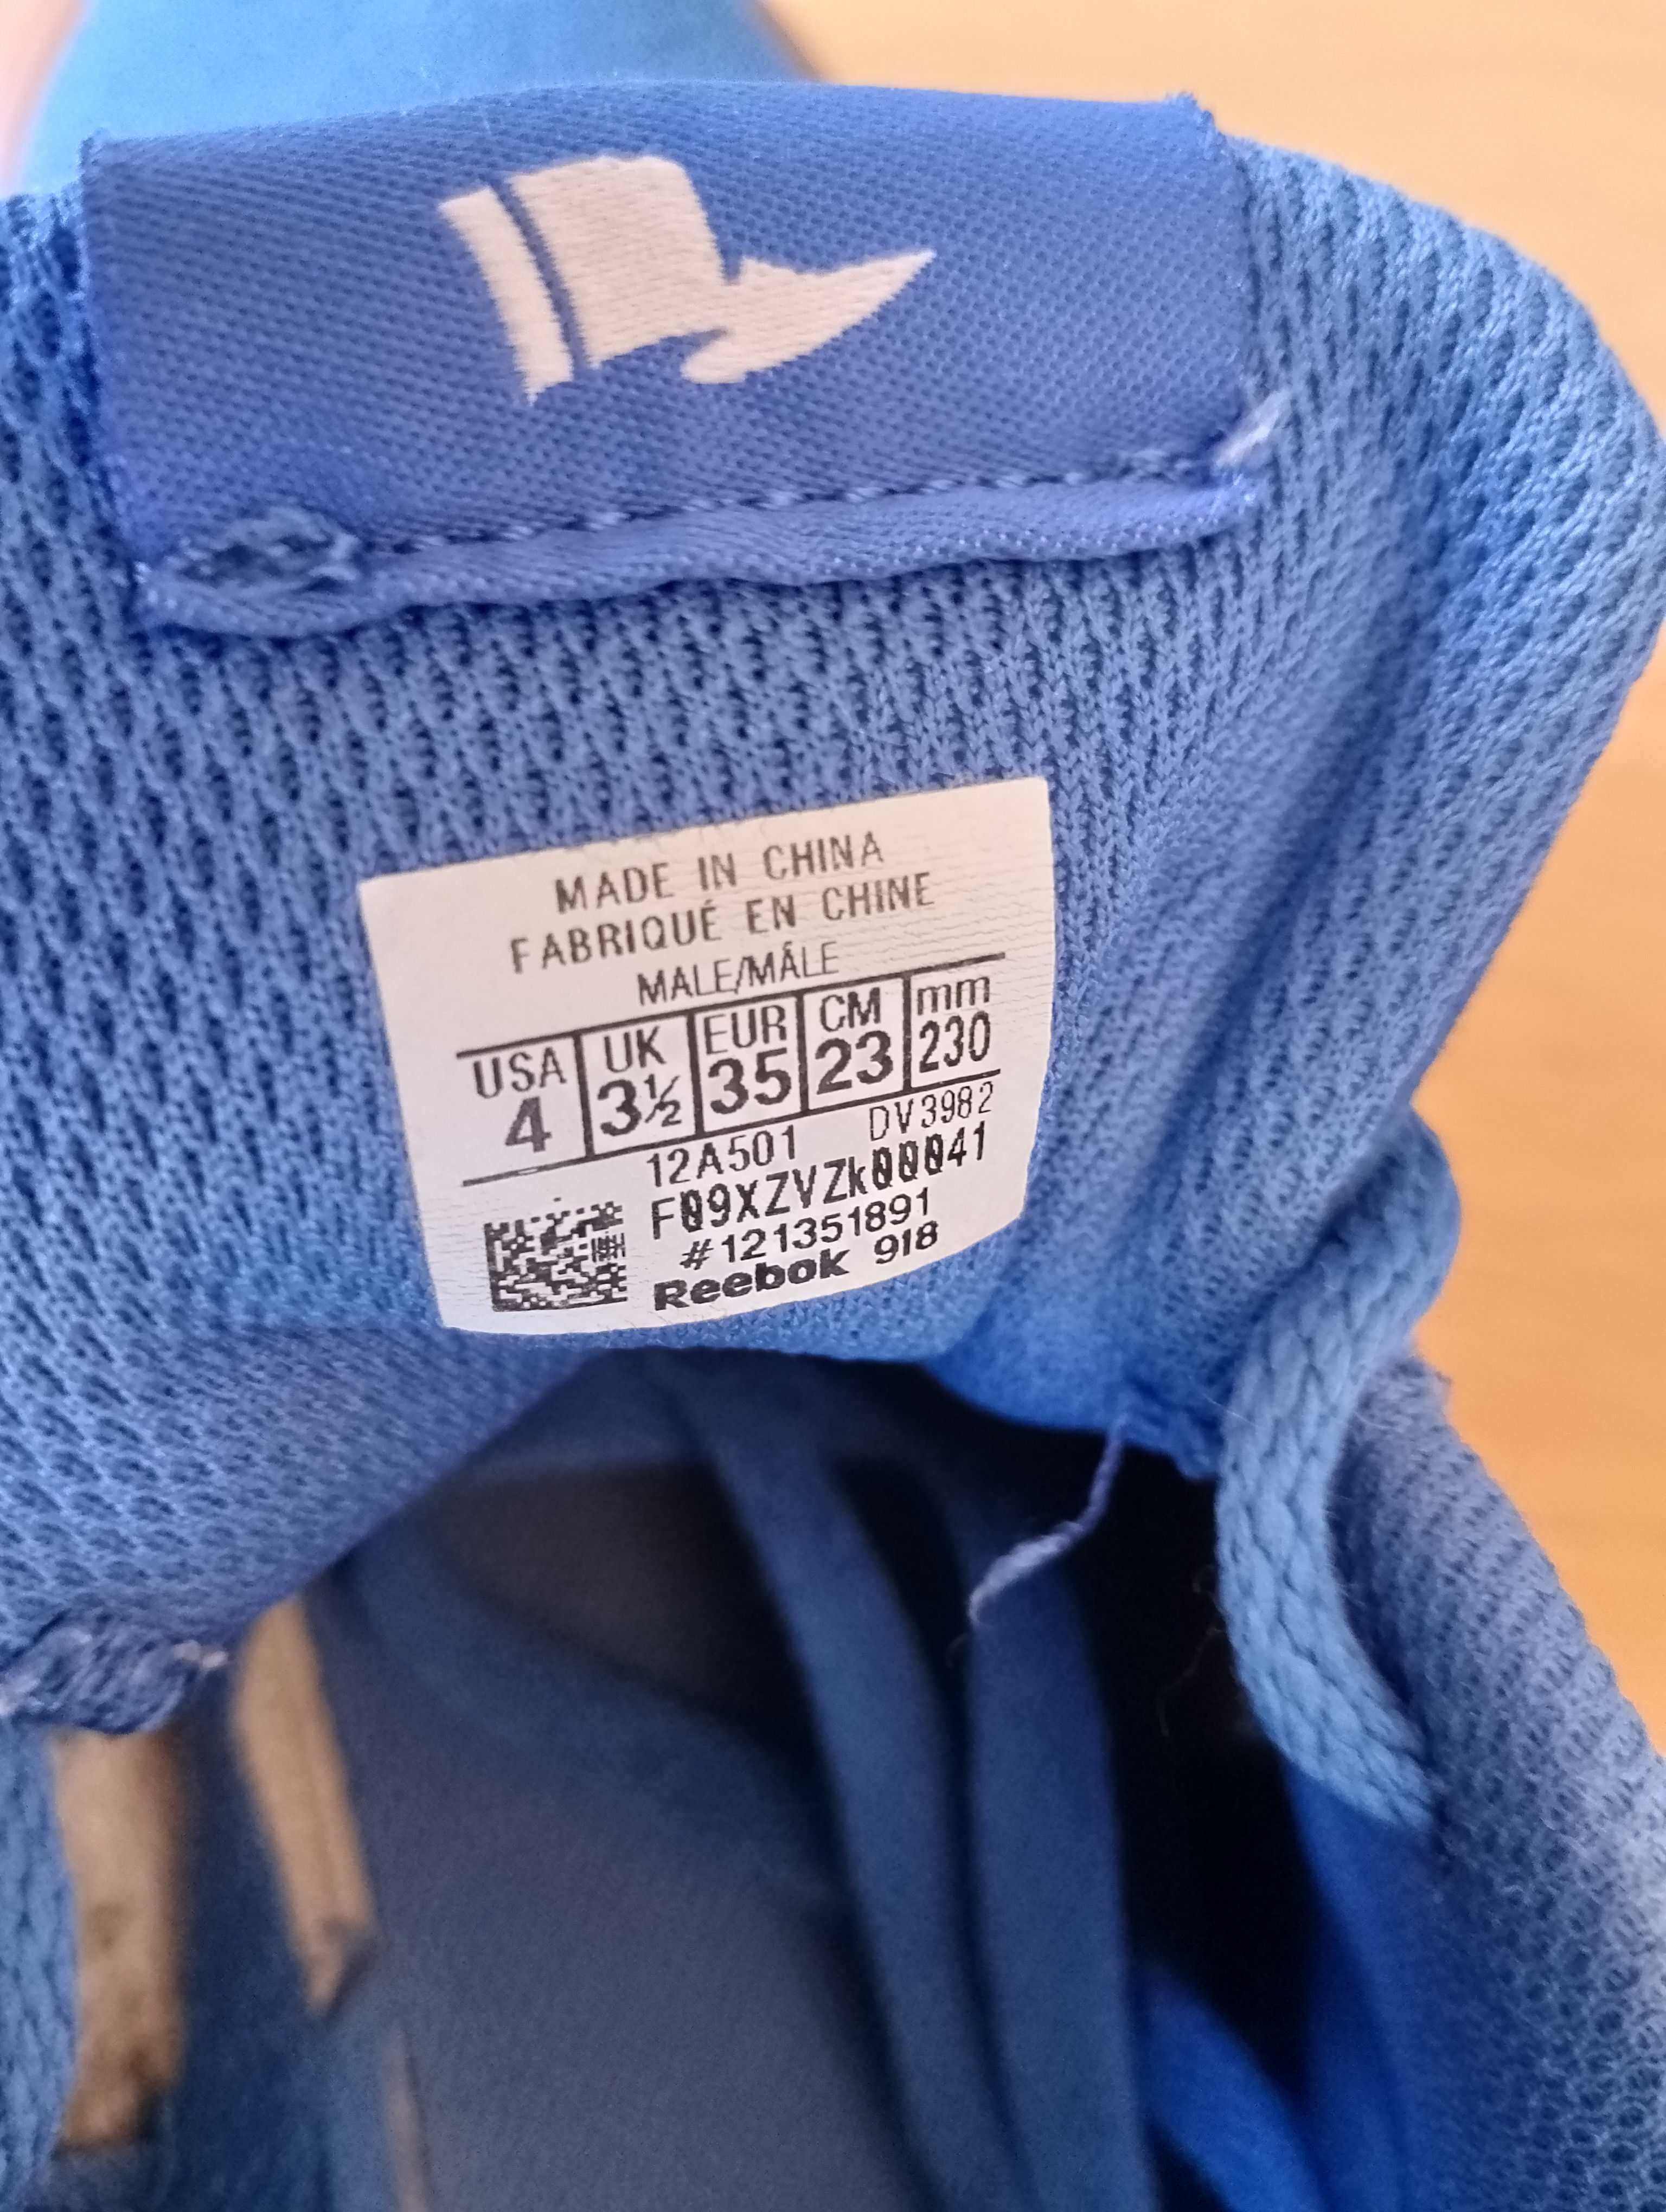 MADE IN CHINA
FABRIQUÉ EN CHINE
MALE/MÂLE
USA UK EUR CM mm
4 3½ 35 23 230
12A501 DV3982
F09XZVZk00041
#121351891
Reebok 918